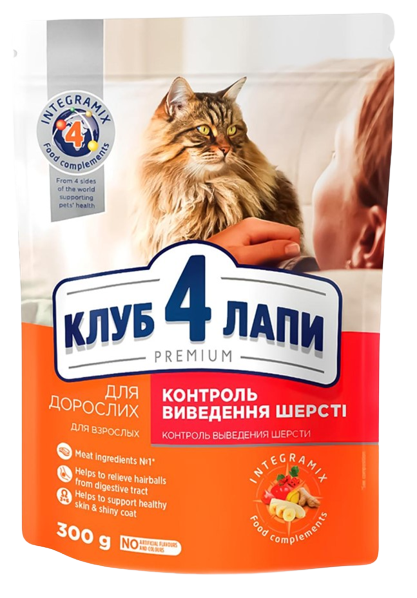 INTEGRAMIX
4
Food complements
From 4 sides
of the world
supporting
pets' health
КЛУБ 4 ЛАПИ
PREMIUM
ДЛЯ
ДОРОСЛИХ
ДЛЯ ВЗРОСЛЫХ
КОНТРОЛЬ
ВИВЕДЕННЯ ШЕРСТІ
КОНТРОЛЬ ВЫВЕДЕНИЯ ШЕРСТИ
Meat ingredients №1*
Helps to relieve hairballs
from digestive tract
Helps to support healthy
skin & shiny coat
300 g
NO ARTIFICIAL FLAVOURS
AND COLOURS
INTEGRAMIX
Food complements